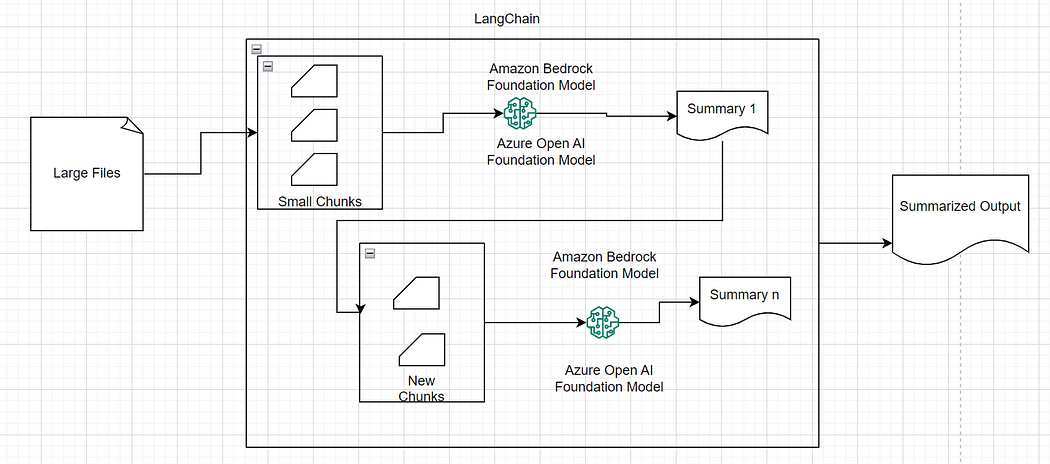 LangChain
Large Files
Small Chunks
Amazon Bedrock
Foundation Model
Azure Open AI
Foundation Model
Summary 1
New
Chunks
Amazon Bedrock
Foundation Model
Azure Open AI
Foundation Model
Summary n
Summarized Output